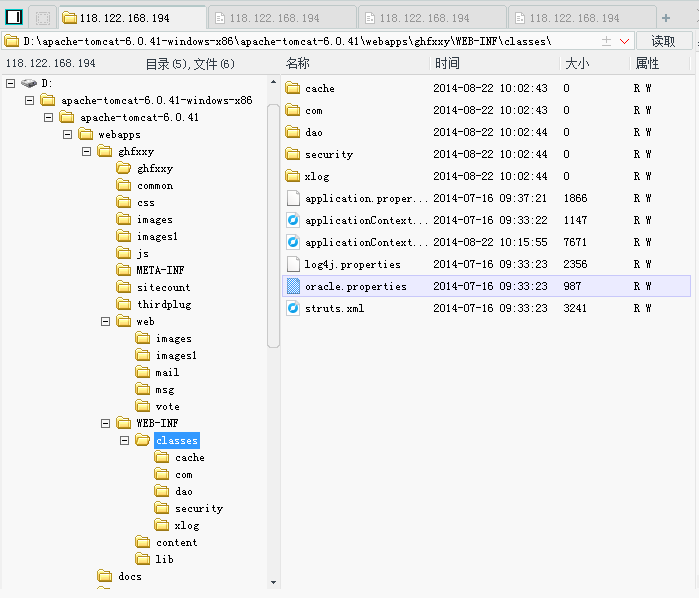 118.122.168.194 118.122.168.194 118.122.168.194 118.122.168.194
D:\apache-tomcat-6.0.41-windows-x86\apache-tomcat-6.0.41\webapps\ghfxxy\WEB-INF\classes\ 读取
118.122.168.194 目录(5),文件(6)
D:
apache-tomcat-6.0.41-windows-x86
apache-tomcat-6.0.41
webapps
ghfxxy
ghfxxy
common
css
images
images1
js
META-INF
sitecount
thirdplug
web
images
images1
mail
msg
vote
WEB-INF
classes
cache
com
dao
security
xlog
content
lib
docs
名称 时间 大小 属性
cache 2014-08-22 10:02:43 0 R W
com 2014-08-22 10:02:43 0 R W
dao 2014-08-22 10:02:44 0 R W
security 2014-08-22 10:02:44 0 R W
xlog 2014-08-22 10:02:44 0 R W
application.proper... 2014-07-16 09:37:21 1866 R W
applicationContext... 2014-07-16 09:33:22 1147 R W
applicationContext... 2014-08-22 10:15:55 7671 R W
log4j.properties 2014-07-16 09:33:23 2356 R W
oracle.properties 2014-07-16 09:33:23 987 R W
struts.xml 2014-07-16 09:33:23 3241 R W